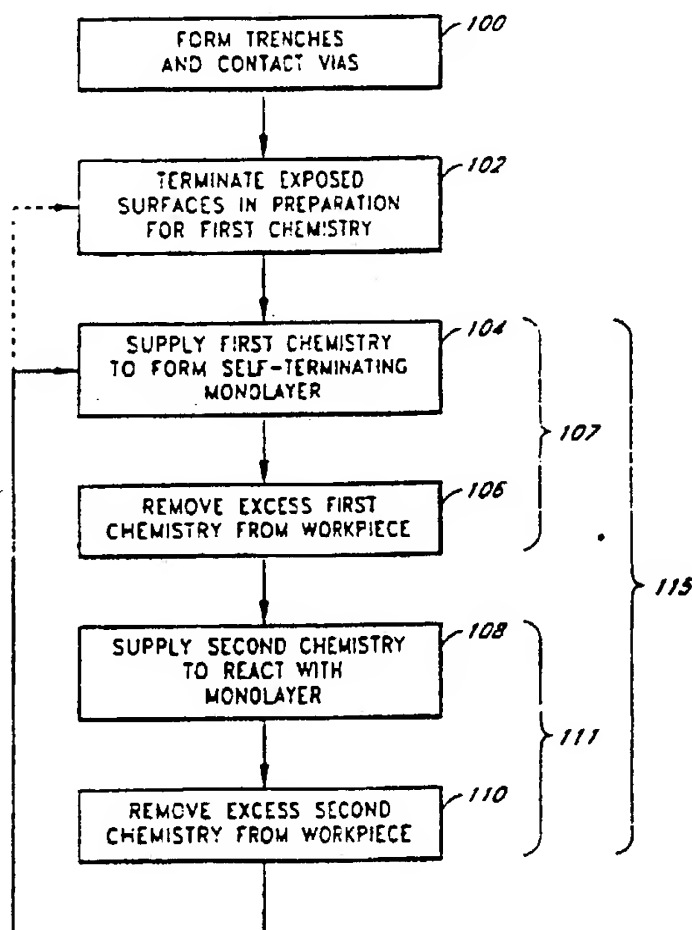 100
FORM TRENCHES
AND CONTACT VIAS
102
TERMINATE EXPOSED
SURFACES IN PREPARATION
FOR FIRST CHEMISTRY
104
SUPPLY FIRST CHEMISTRY
TO FORM SELF-TERMINATING
MONOLAYER
107
106
REMOVE EXCESS FIRST
CHEMISTRY FROM WORKPIECE
115
108
SUPPLY SECOND CHEMISTRY
TO REACT WITH
MONOLAYER
111
110
REMOVE EXCESS SECOND
CHEMISTRY FROM WORKPIECE